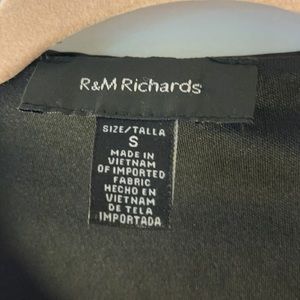 R&M Richards
SIZE/TALLA
S
MADE IN
VIETNAM
OF IMPORTED
FABRIC
HECHO EN
VIETNAM
DE TELA
IMPORTADA